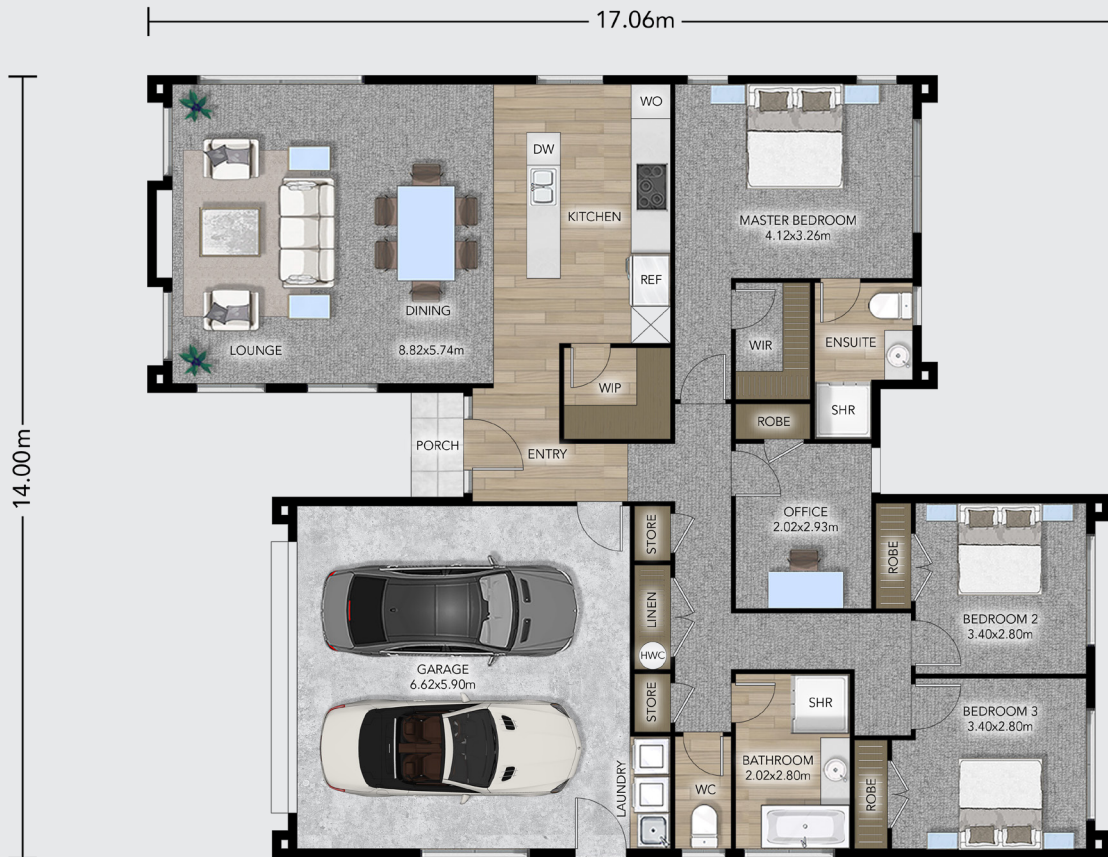 17.06m
14.00m
WO
DW
KITCHEN
MASTER BEDROOM
4.12x3.26m
REF
DINING
LOUNGE
8.82x5.74m
WIR
ENSUITE
WIP
SHR
ROBE
PORCH
ENTRY
OFFICE
2.02x2.93m
STORE
ROBE
LINEN
BEDROOM 2
3.40x2.80m
HWC
GARAGE
6.62x5.90m
STORE
SHR
BEDROOM 3
3.40x2.80m
BATHROOM
2.02x2.80m
LAUNDRY
WC
ROBE